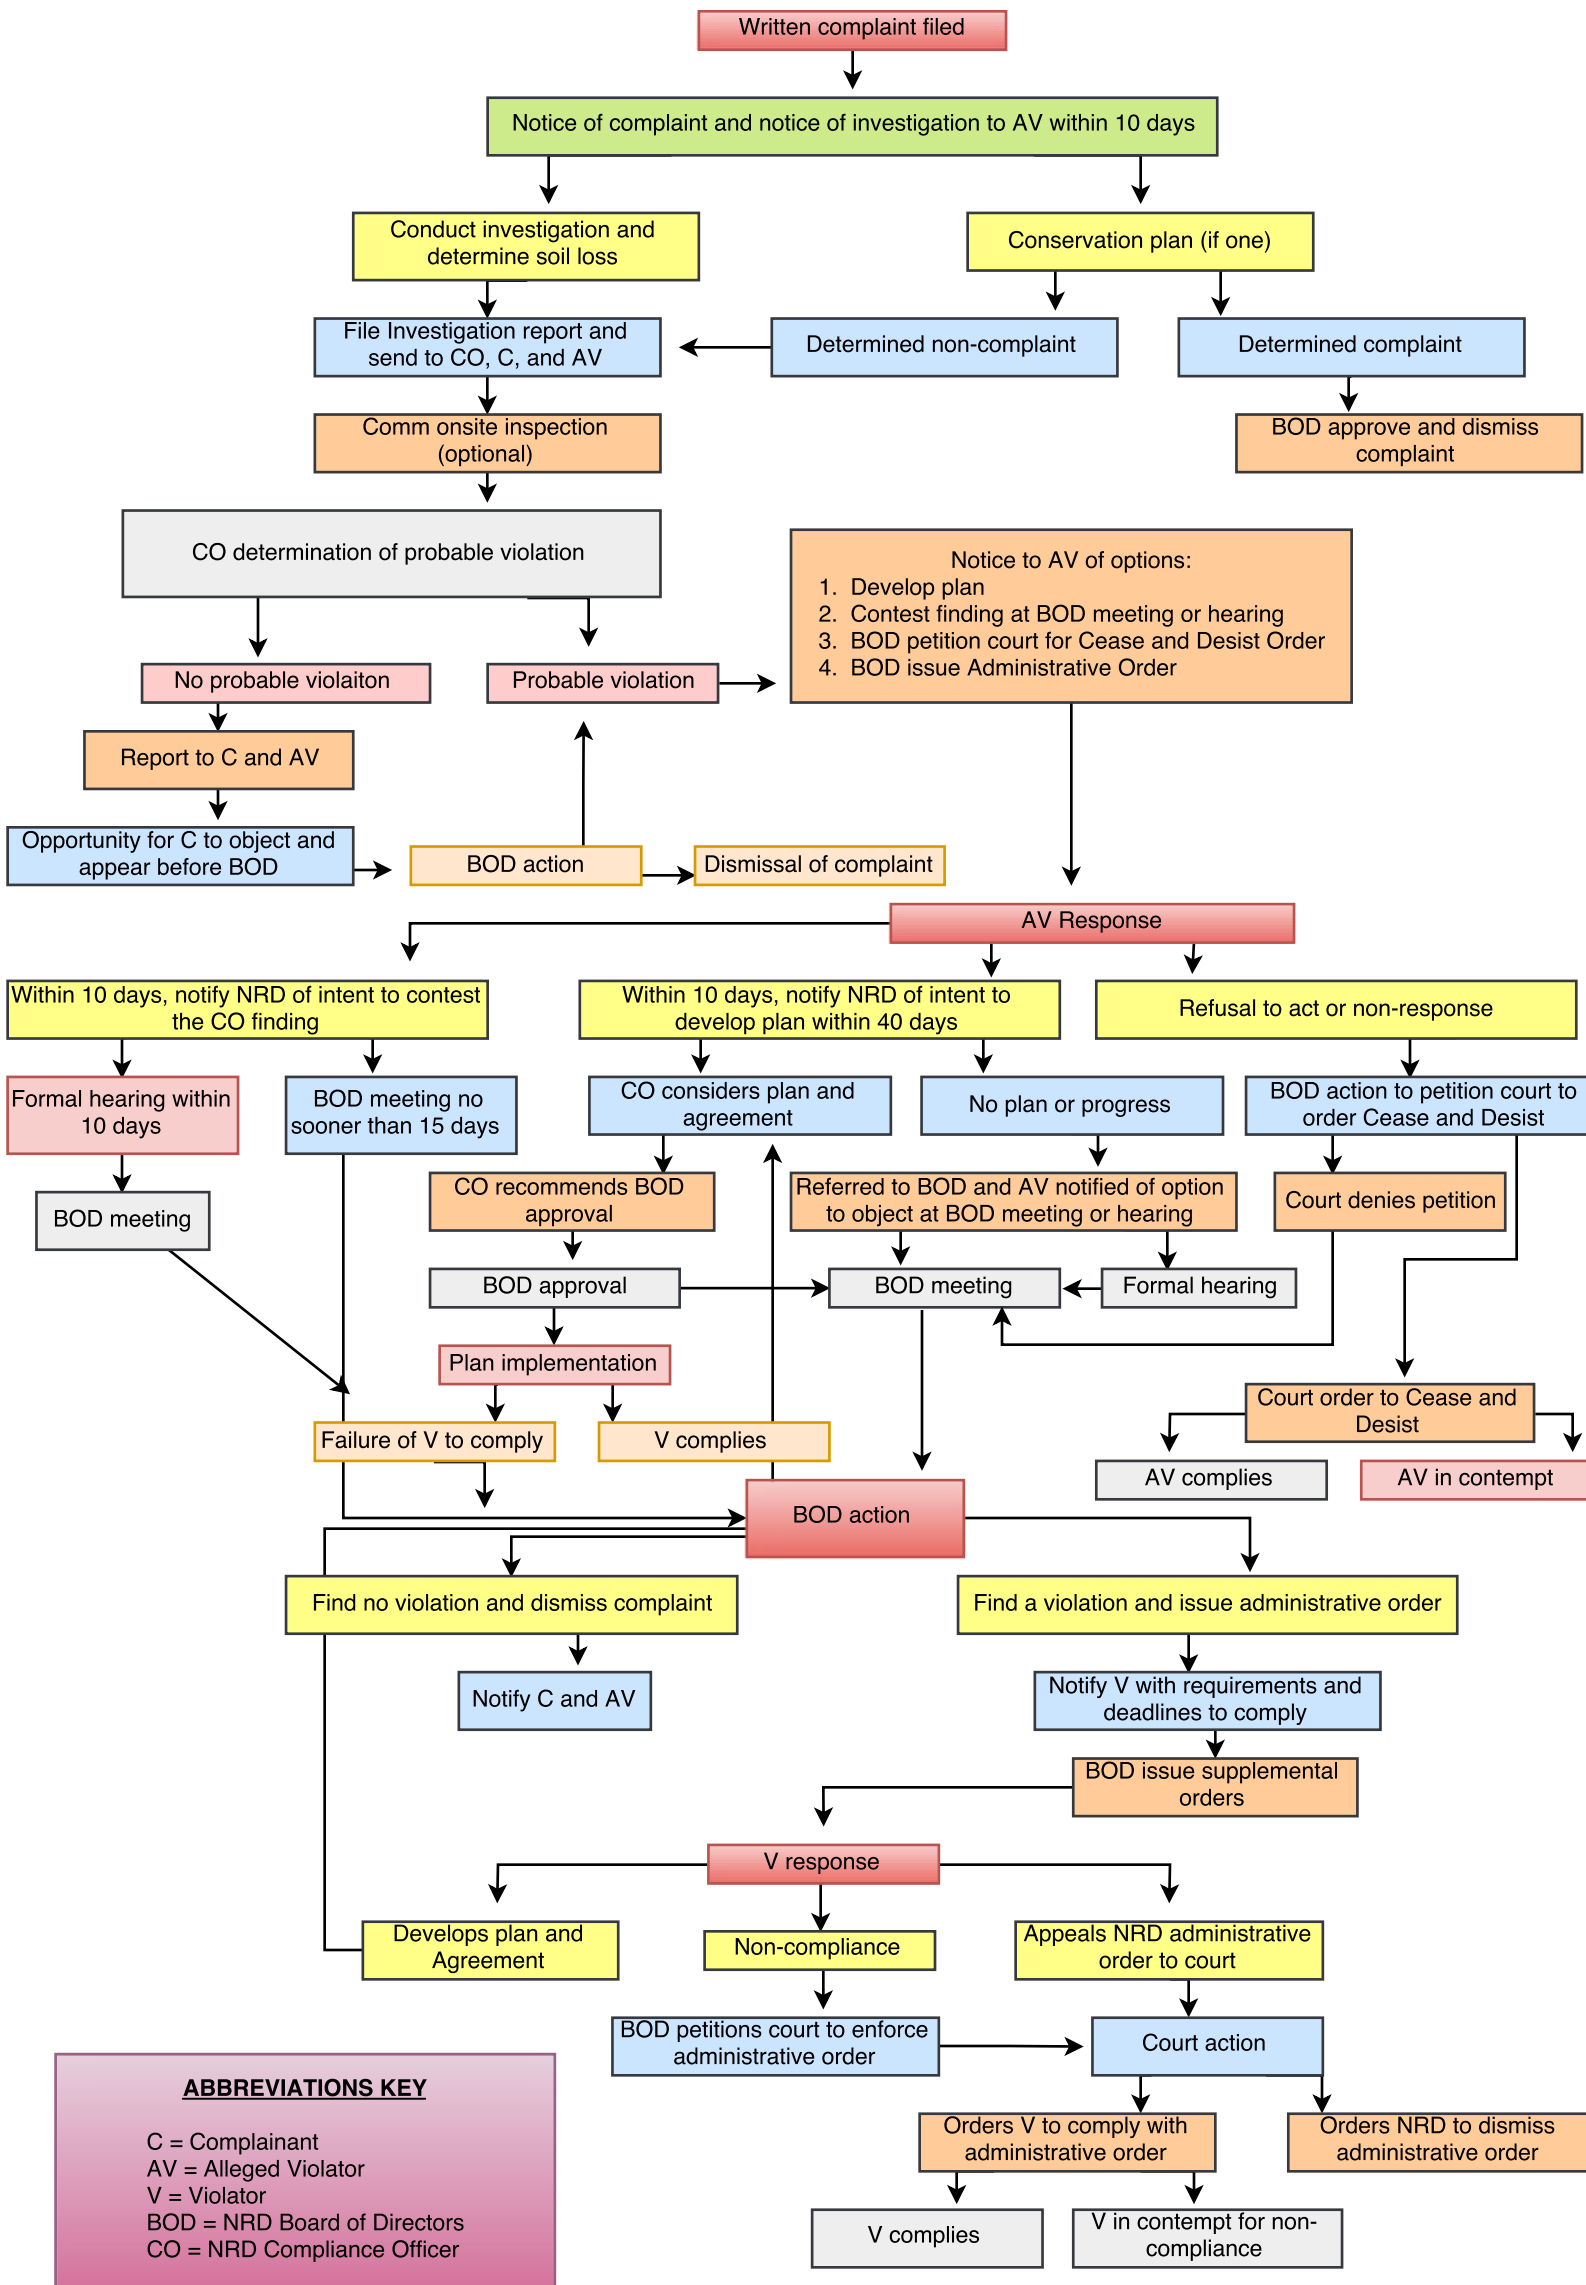 Written complaint filed
Notice of complaint and notice of investigation to AV within 10 days
Conduct investigation and
determine soil loss
Conservation plan (if one)
File Investigation report and
send to CO, C, and AV
Determined non-complaint
Determined complaint
Comm onsite inspection
(optional)
BOD approve and dismiss
complaint
CO determination of probable violation
Notice to AV of options:
1. Develop plan
2. Contest finding at BOD meeting or hearing
3. BOD petition court for Cease and Desist Order
4. BOD issue Administrative Order
No probable violaiton
Probable violation
Report to C and AV
Opportunity for C to object and
appear before BOD
BOD action
Dismissal of complaint
AV Response
Within 10 days, notify NRD of intent to contest
the CO finding
Within 10 days, notify NRD of intent to
develop plan within 40 days
Refusal to act or non-response
Formal hearing within
10 days
BOD meeting no
sooner than 15 days
CO considers plan and
agreement
No plan or progress
BOD action to petition court to
order Cease and Desist
BOD meeting
CO recommends BOD
approval
Referred to BOD and AV notified of option
to object at BOD meeting or hearing
Court denies petition
BOD approval
BOD meeting
Formal hearing
Plan implementation
Court order to Cease and
Desist
Failure of V to comply
V complies
AV complies
AV in contempt
BOD action
Find no violation and dismiss complaint
Find a violation and issue administrative order
Notify C and AV
Notify V with requirements and
deadlines to comply
BOD issue supplemental
orders
V response
Develops plan and
Agreement
Non-compliance
Appeals NRD administrative
order to court
BOD petitions court to enforce
administrative order
Court action
Orders V to comply with
administrative order
Orders NRD to dismiss
administrative order
V complies
V in contempt for non-
compliance
ABBREVIATIONS KEY
C = Complainant
AV = Alleged Violator
V = Violator
BOD = NRD Board of Directors
CO = NRD Compliance Officer